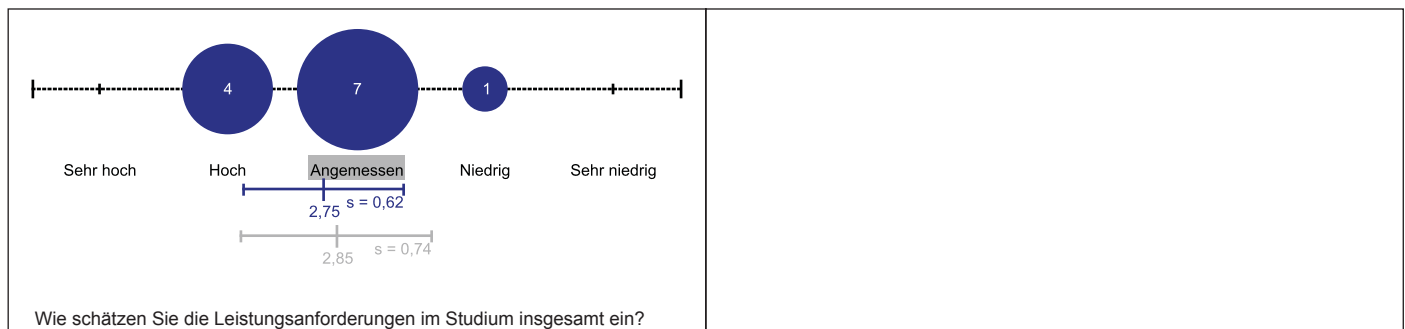 4 7 1
Sehr hoch Hoch Angemessen Niedrig Sehr niedrig
2,75 s = 0,62
2,85 s = 0,74
Wie schätzen Sie die Leistungsanforderungen im Studium insgesamt ein?